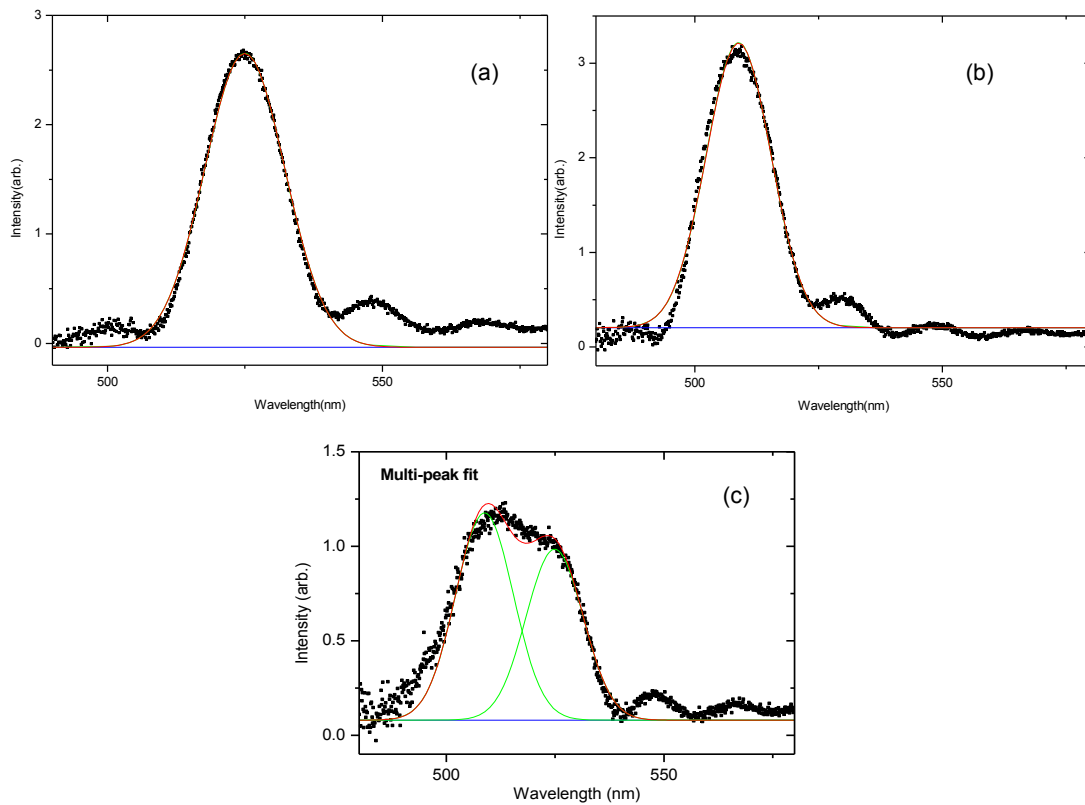 3
2
1
0
500
550
Intensity(arb.)
Wavelength(nm)
(a)
3
2
1
0
500
550
Intensity(arb.)
Wavelength(nm)
(b)
1.5
1.0
0.5
0.0
500
550
Intensity (arb.)
Wavelength (nm)
Multi-peak fit
(c)